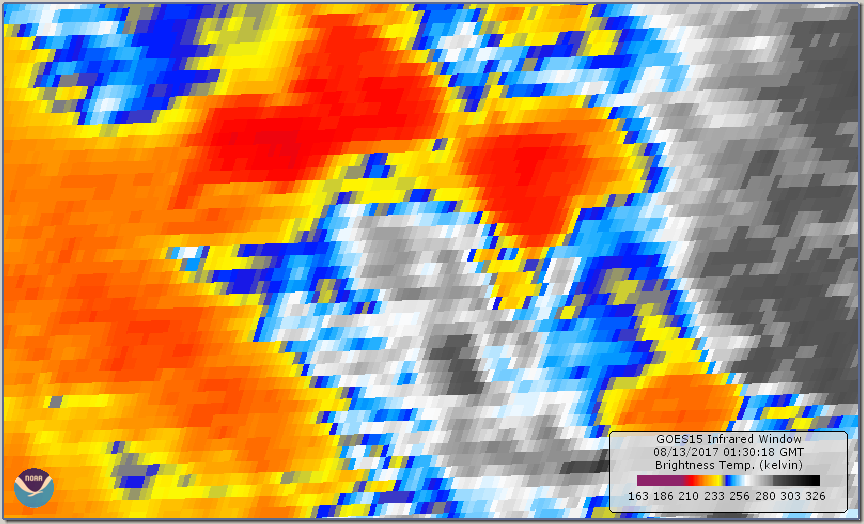 GOES15 Infrared Window
08/13/2017 01:30:18 GMT
Brightness Temp. (kelvin)
163 186 210 233 256 280 303 326
NOAA